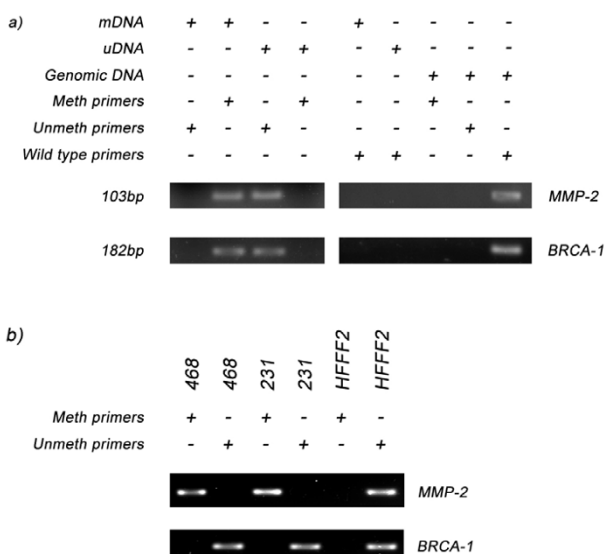 a) mDNA + + - - + - - - -
uDNA - - + + - + - - -
Genomic DNA - - - - - - + + +
Meth primers - + - + - - + - -
Unmeth primers + - + - - - - + -
Wild type primers - - - - + + - - +
103bp MMP-2
182bp BRCA-1
b) 468 468 231 231 HFFF2 HFFF2
Meth primers + - + - + -
Unmeth primers - + - + - +
MMP-2
BRCA-1